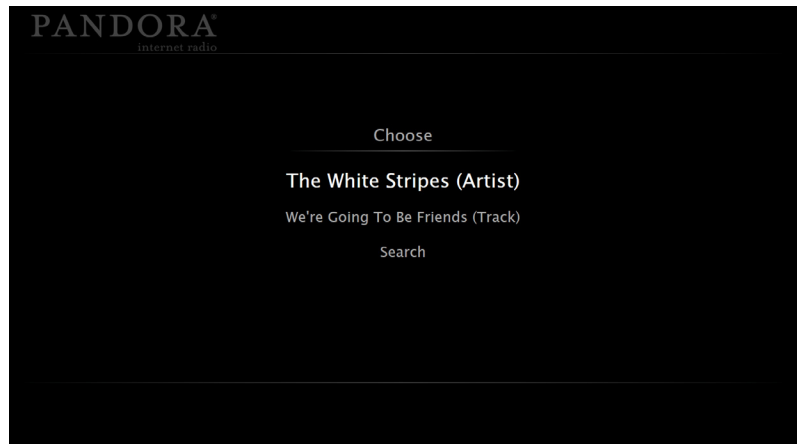 PANDORA®
internet radio
Choose
The White Stripes (Artist)
We're Going To Be Friends (Track)
Search